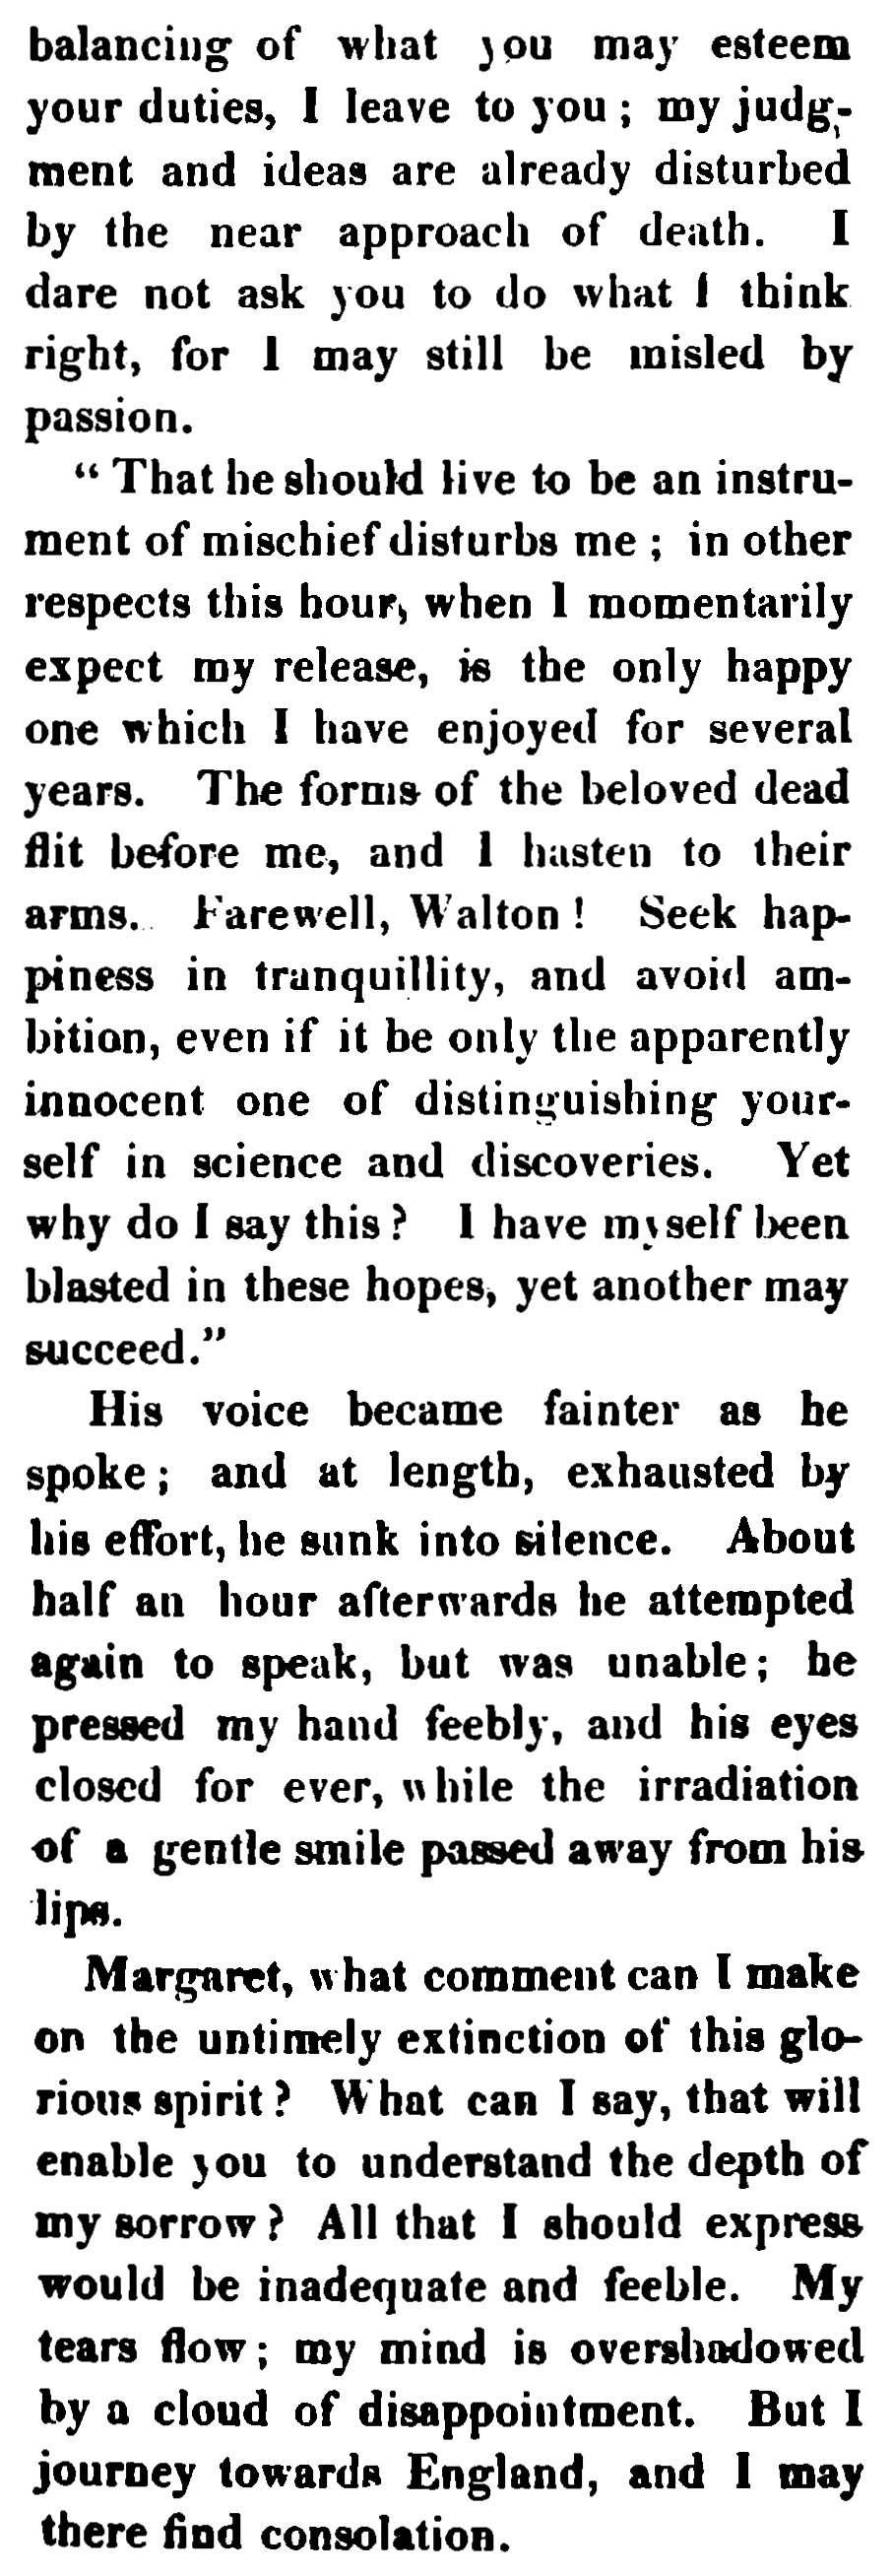 balancing of what you may esteem
your duties, I leave to you; my judg-
ment and ideas are already disturbed
by the near approach of death. I
dare not ask you to do what I think
right, for I may still be misled by
passion.
“That he should live to be an instru-
ment of mischief disturbs me; in other
respects this hour, when I momentarily
expect my release, is the only happy
one which I have enjoyed for several
years. The forms of the beloved dead
flit before me, and I hasten to their
arms. Farewell, Walton! Seek hap-
piness in tranquillity, and avoid am-
bition, even if it be only the apparently
innocent one of distinguishing your-
self in science and discoveries. Yet
why do I say this? I have myself been
blasted in these hopes, yet another may
succeed.”
His voice became fainter as he
spoke; and at length, exhausted by
his effort, he sunk into silence. About
half an hour afterwards he attempted
again to speak, but was unable; he
pressed my hand feebly, and his eyes
closed for ever, while the irradiation
of a gentle smile passed away from his
lips.
Margaret, what comment can I make
on the untimely extinction of this glo-
rious spirit? What can I say, that will
enable you to understand the depth of
my sorrow? All that I should express
would be inadequate and feeble. My
tears flow; my mind is overshadowed
by a cloud of disappointment. But I
journey towards England, and I may
there find consolation.